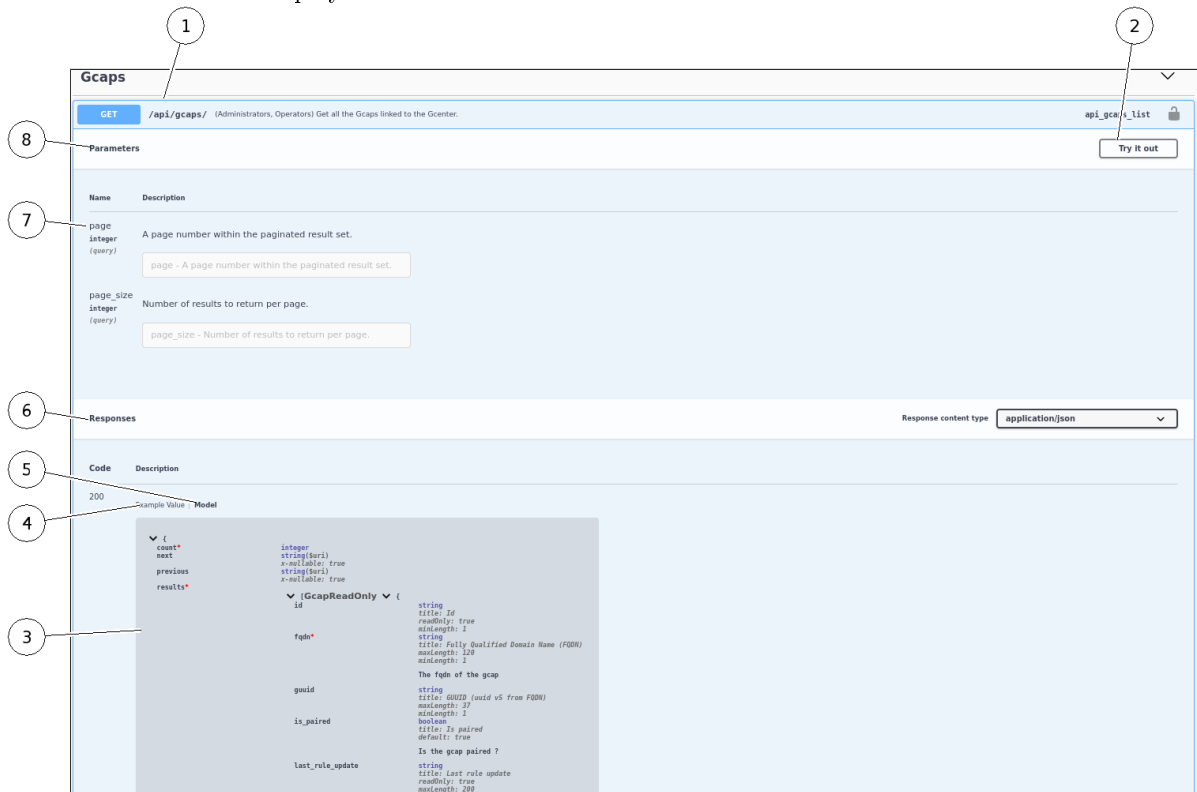 1
2
Gcaps
GET /api/gcaps/ (Administrators, Operators) Get all the Gcaps linked to the Gcenter. api_gcaps_list
8
Parameters Try it out
Name Description
7
page
integer
(query)
A page number within the paginated result set.
page - A page number within the paginated result set.
page_size
integer
(query)
Number of results to return per page.
page_size - Number of results to return per page.
6
Responses Response content type application/json
5
Code Description
200
4
Example Value | Model
{
count* integer
next string($uri)
x-nullable: true
previous string($uri)
x-nullable: true
results*
[GcapReadOnly {
id string
title: Id
readOnly: true
minLength: 1
3
fqdn* string
title: Fully Qualified Domain Name (FQDN)
maxLength: 120
minLength: 1
The fqdn of the gcap
guuid string
title: GUUID (uuid v5 from FQDN)
maxLength: 37
minLength: 1
is_paired boolean
title: Is paired
default: true
Is the gcap paired ?
last_rule_update string
title: Last rule update
readOnly: true
maxLength: 200